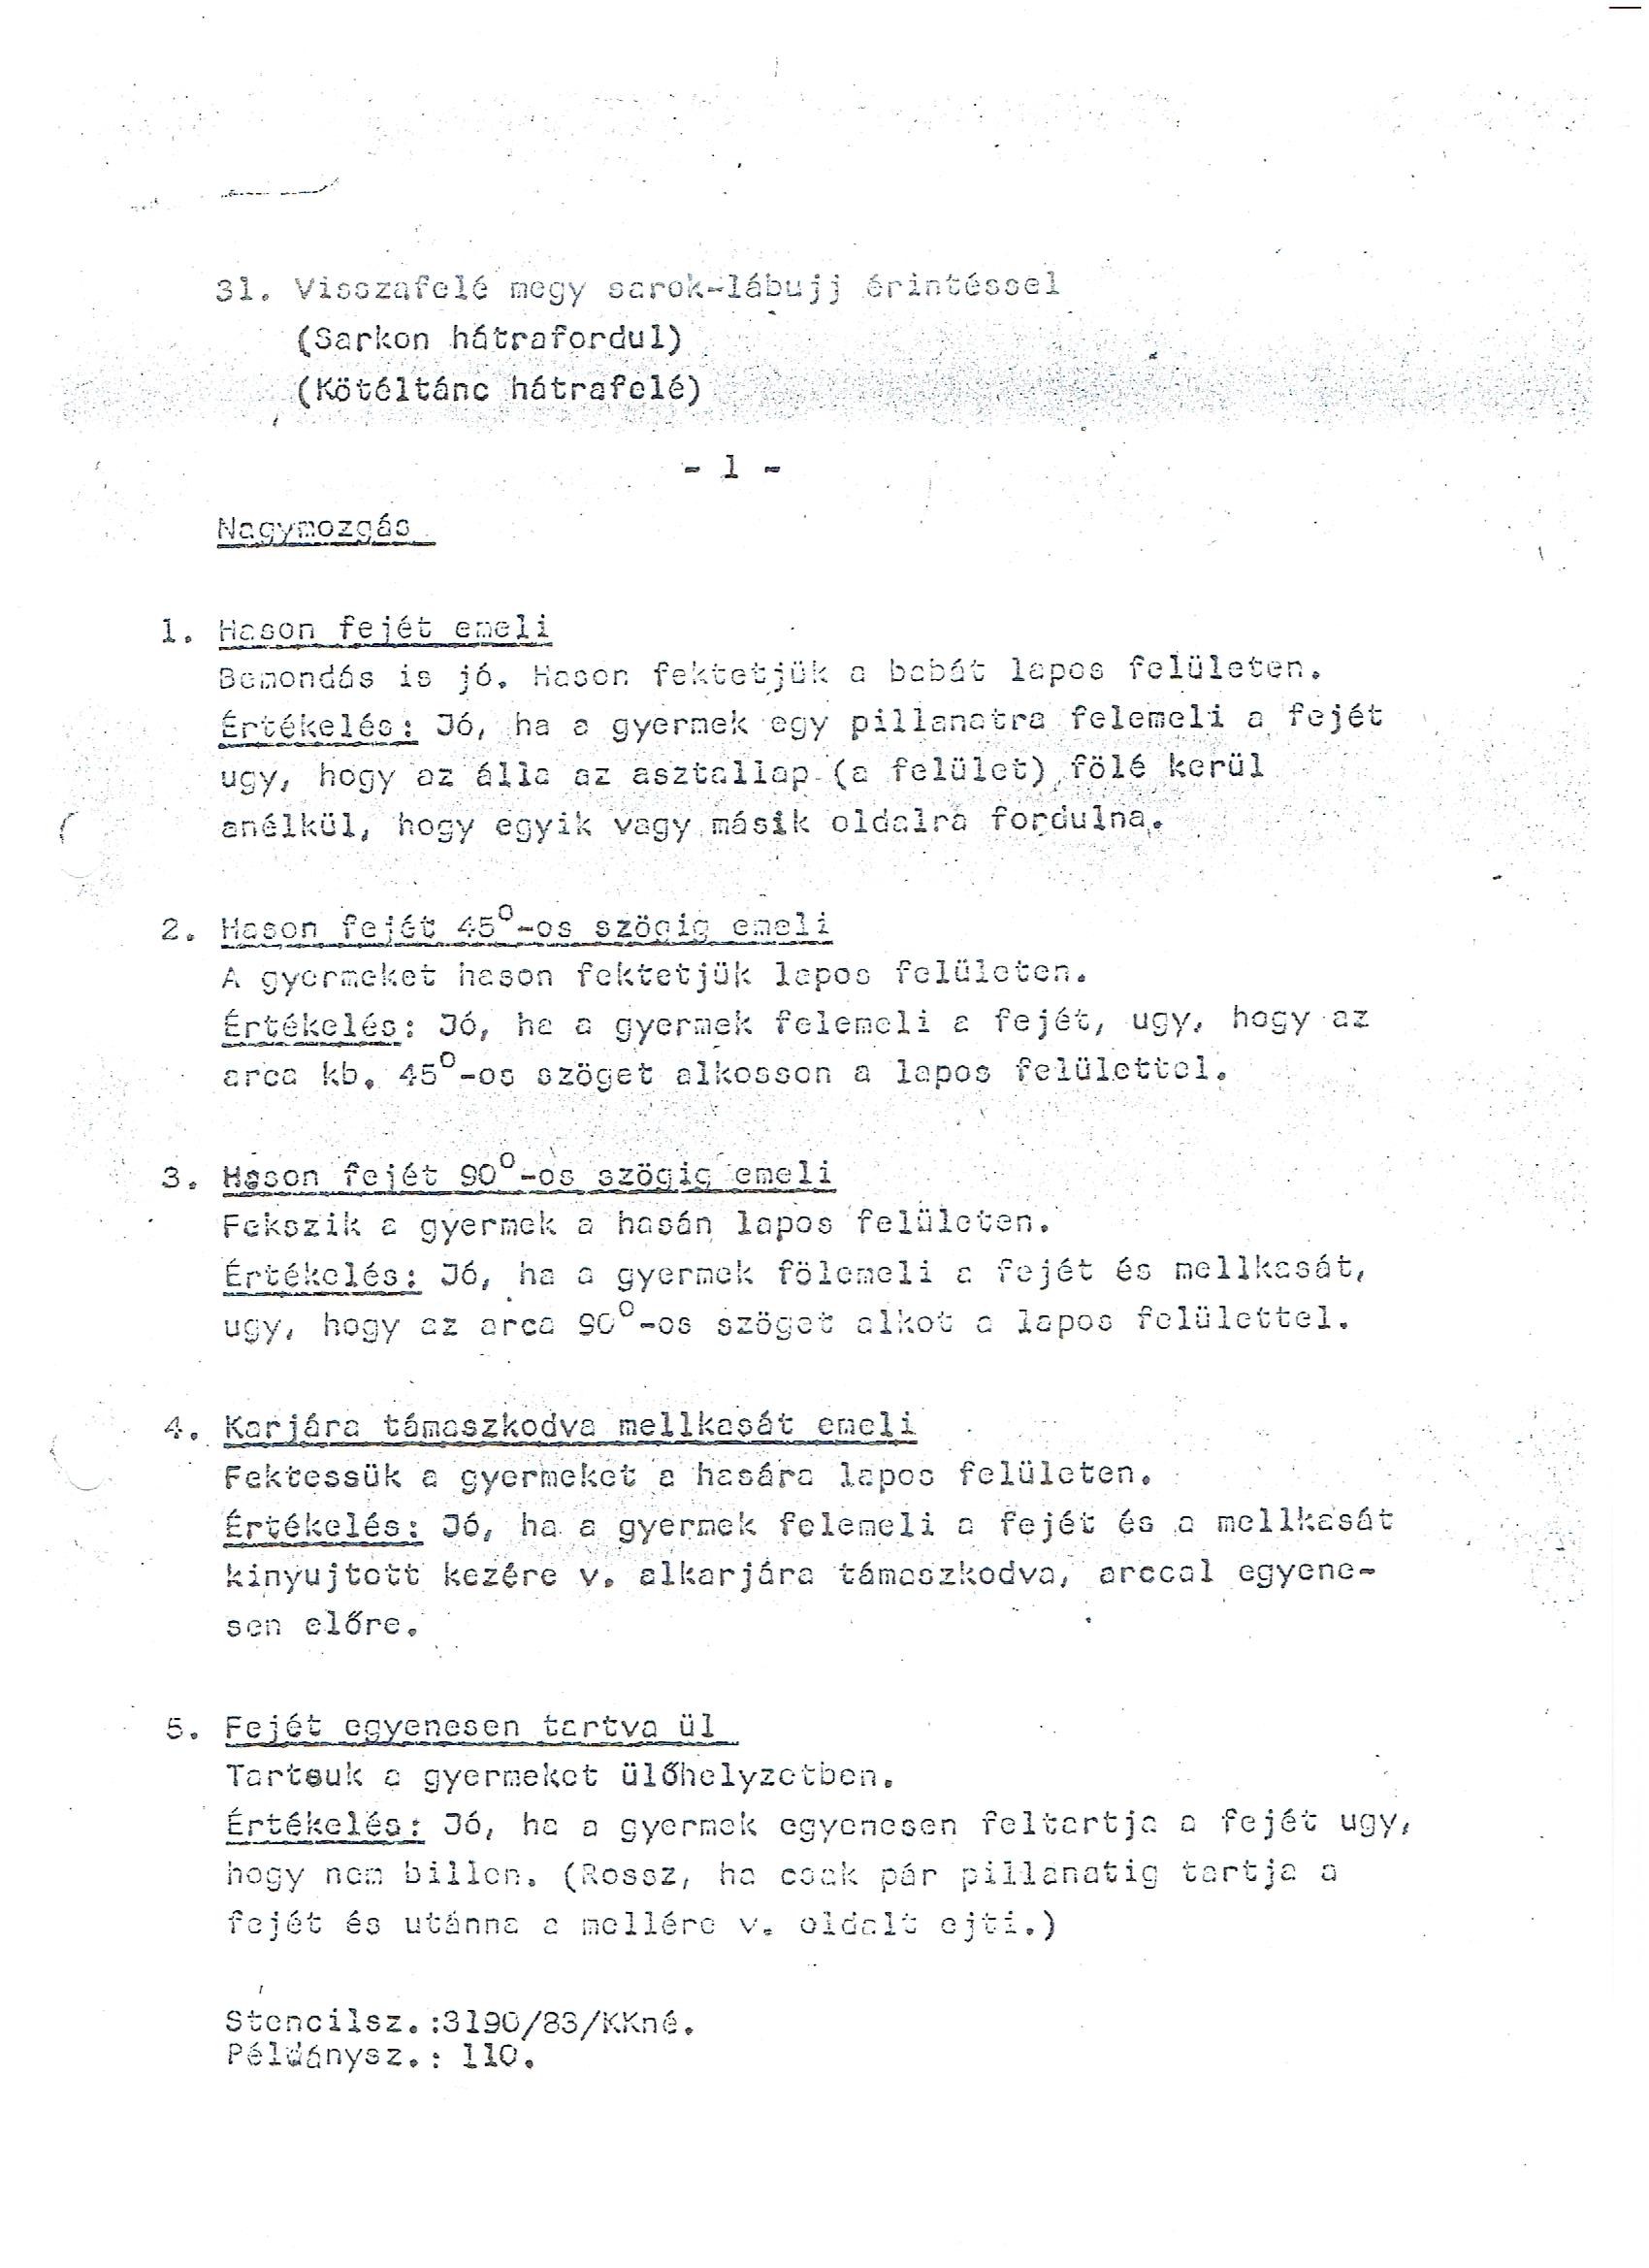 31. Visszafelé megy sarok-lábujj érintéssel
(Sarkon hátrafordul)
(Kötéltánc hátrafelé)
- 1 -
Nagymozgás
1. Hason fejét emeli
Bemondás is jó. Hason fektetjük a babát lapos felületen.
Értékelés: Jó, ha a gyermek egy pillanatra felemeli a fejét
ugy, hogy az álla az asztallap (a felület) fölé kerül
anélkül, hogy egyik vagy másik oldalra fordulna.
2. Hason fejét 45°-os szögig emeli
A gyermeket hason fektetjük lapos felületen.
Értékelés: Jó, ha a gyermek felemeli a fejét, ugy, hogy az
arca kb. 45°-os szöget alkosson a lapos felülettel.
3. Hason fejét 90°-os szögig emeli
Fekszik a gyermek a hasán lapos felületen.
Értékelés: Jó, ha a gyermek fölemeli a fejét és mellkasát,
ugy, hogy az arca 90°-os szöget alkot a lapos felülettel.
4. Karjára támaszkodva mellkasát emeli
Fektessük a gyermeket a hasára lapos felületen.
Értékelés: Jó, ha a gyermek felemeli a fejét és a mellkasát
kinyujtott kezére v. alkarjára támaszkodva, arccal egyene-
sen előre.
5. Fejét egyenesen tartva ül
Tartsuk a gyermeket ülőhelyzetben.
Értékelés: Jó, ha a gyermek egyenesen feltartja a fejét ugy,
hogy nem billen. (Rossz, ha csak pár pillanatig tartja a
fejét és utánna a mellére v. oldalt ejti.)
Stencilsz.:3190/83/KKné.
Példánysz.: 110.